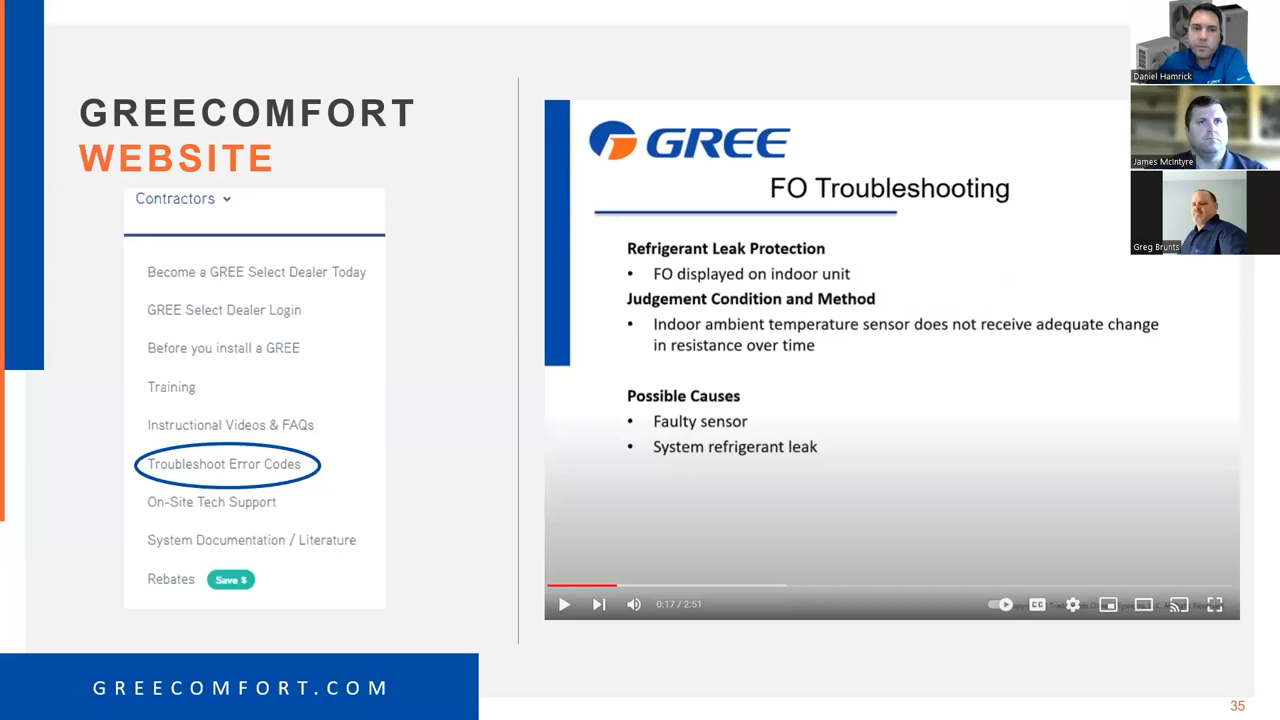 GREECOMFORT
WEBSITE
Contractors
Become a GREE Select Dealer Today
GREE Select Dealer Login
Before you install a GREE
Training
Instructional Videos & FAQs
Troubleshoot Error Codes
On-Site Tech Support
System Documentation / Literature
Rebates Save $
GREECOMFORT.COM
GREE
FO Troubleshooting
Refrigerant Leak Protection
• FO displayed on indoor unit
Judgement Condition and Method
• Indoor ambient temperature sensor does not receive adequate change
in resistance over time
Possible Causes
• Faulty sensor
• System refrigerant leak
0:17 / 2:51
CC
Daniel Hamrick
James McIntyre
Greg Brunts
35